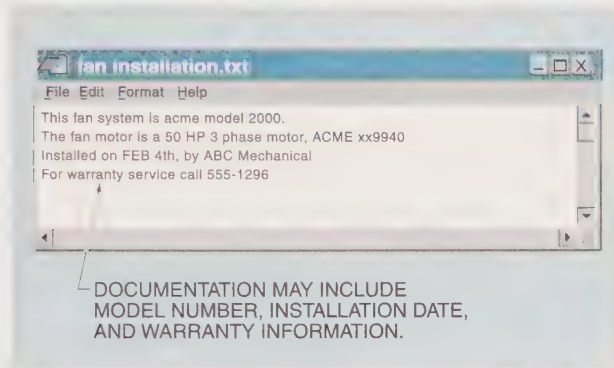 fan installation.txt
File Edit Format Help
This fan system is acme model 2000.
The fan motor is a 50 HP 3 phase motor, ACME xx9940
Installed on FEB 4th, by ABC Mechanical
For warranty service call 555-1296
DOCUMENTATION MAY INCLUDE
MODEL NUMBER, INSTALLATION DATE,
AND WARRANTY INFORMATION.